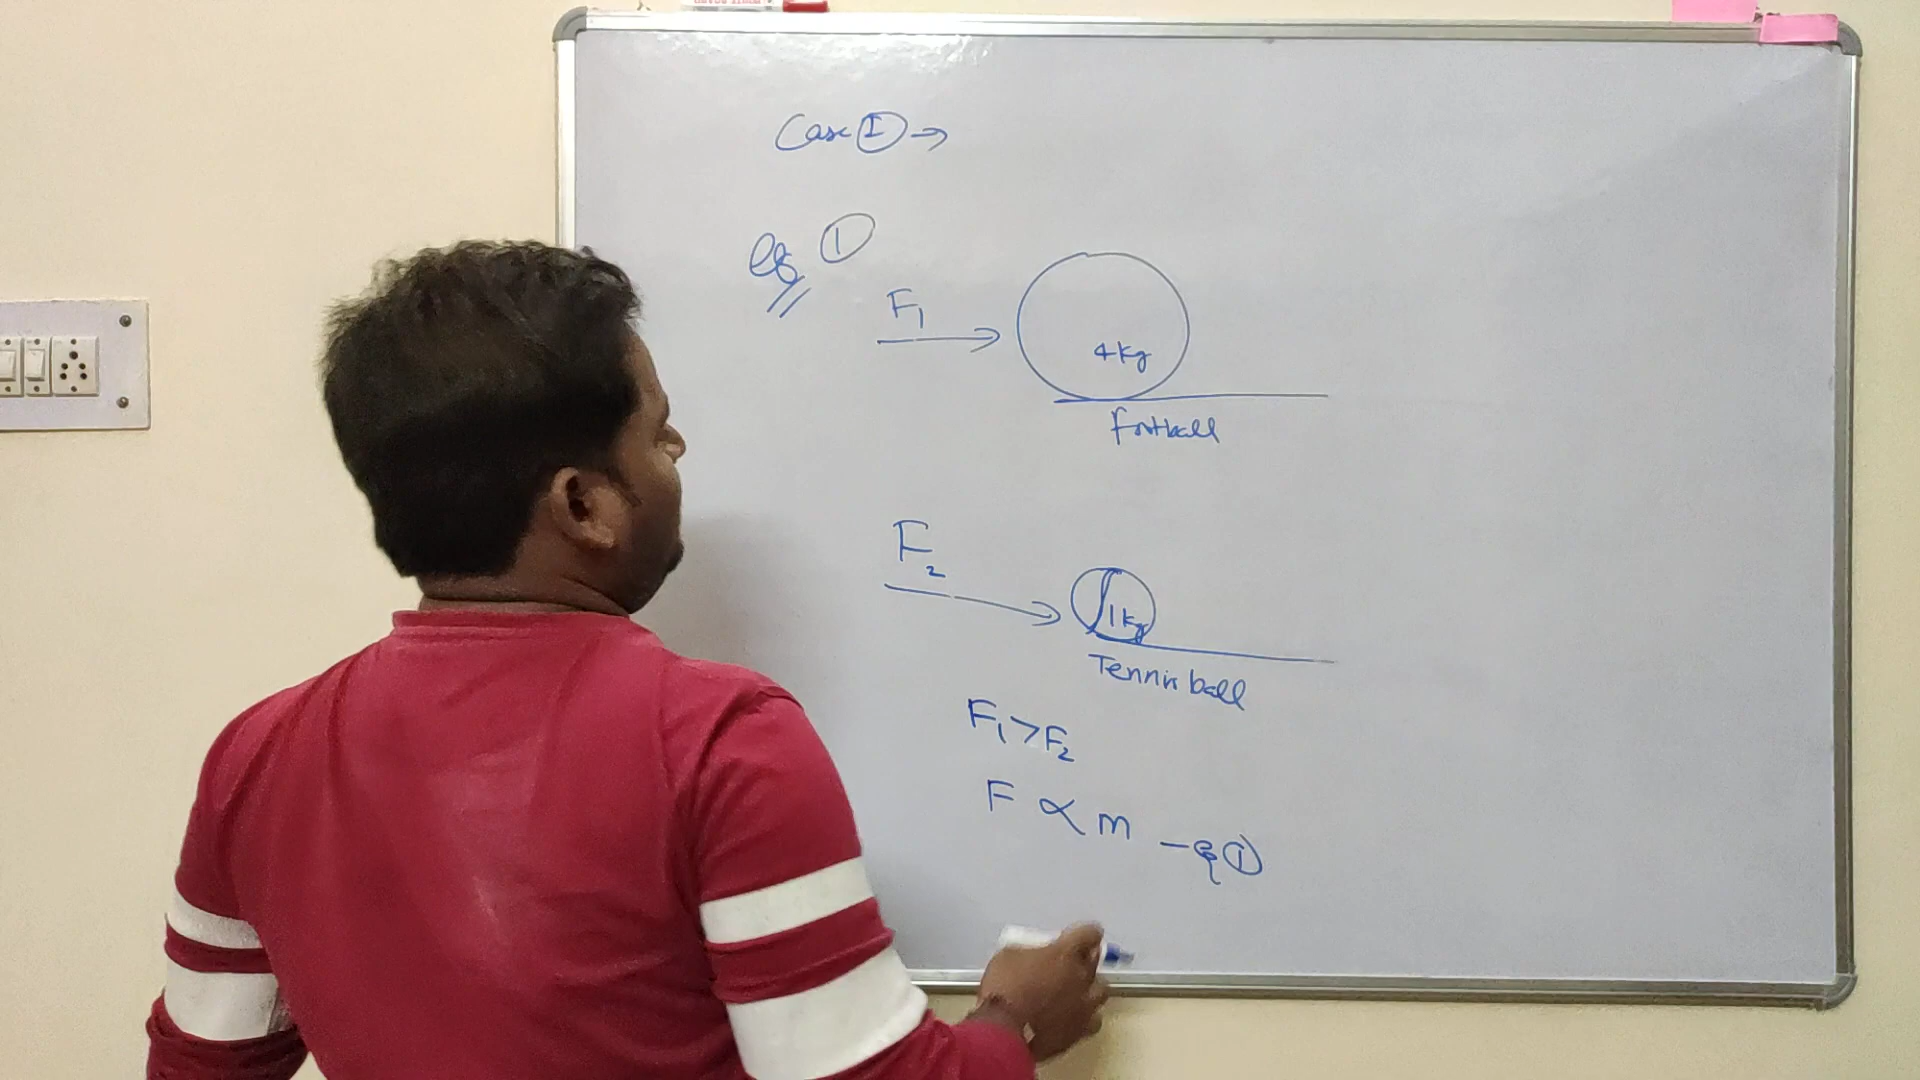 Case I →
eg 1
F₁
4kg
football
F₂
1kg
Tennis ball
F₁ > F₂
F ∝ m - eq 1